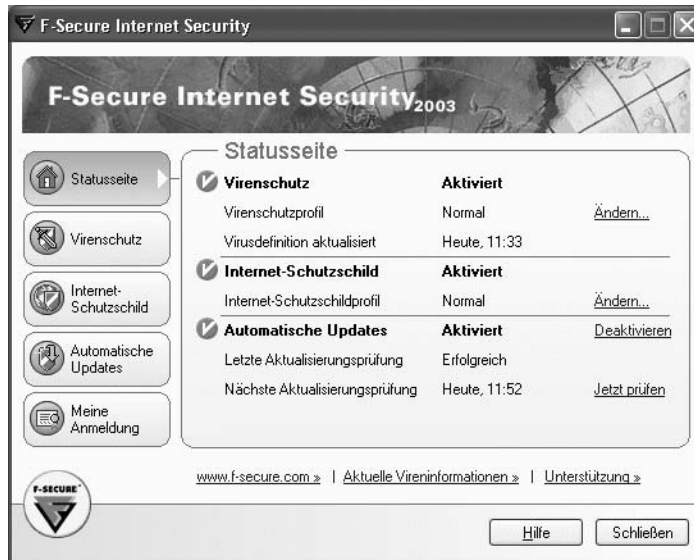 F-Secure Internet Security
F-Secure Internet Security 2003
Statusseite
Virenschutz
Internet-
Schutzschild
Automatische
Updates
Meine
Anmeldung
Statusseite
Virenschutz Aktiviert
Virenschutzprofil Normal Ändern...
Virusdefinition aktualisiert Heute, 11:33
Internet-Schutzschild Aktiviert
Internet-Schutzschildprofil Normal Ändern...
Automatische Updates Aktiviert Deaktivieren
Letzte Aktualisierungsprüfung Erfolgreich
Nächste Aktualisierungsprüfung Heute, 11:52 Jetzt prüfen
www.f-secure.com » | Aktuelle Vireninformationen » | Unterstützung »
F-SECURE
Hilfe Schließen